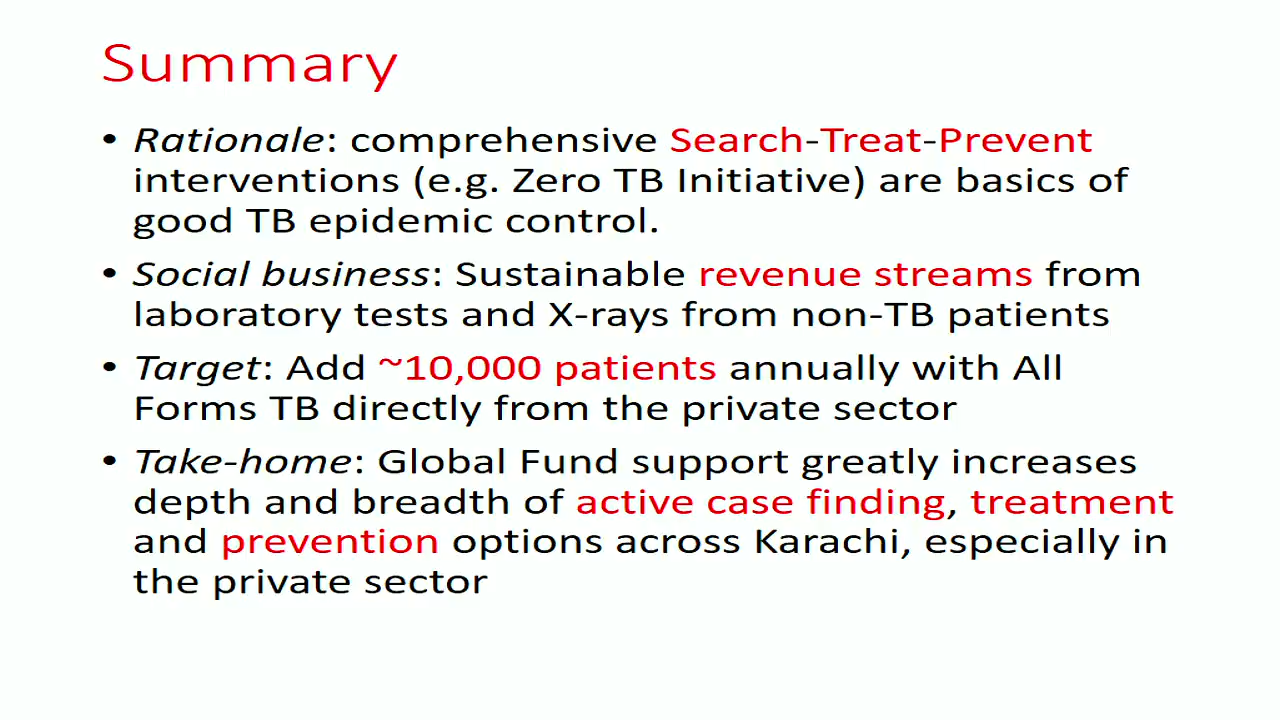 Summary
• Rationale: comprehensive Search-Treat-Prevent
interventions (e.g. Zero TB Initiative) are basics of
good TB epidemic control.
• Social business: Sustainable revenue streams from
laboratory tests and X-rays from non-TB patients
• Target: Add ~10,000 patients annually with All
Forms TB directly from the private sector
• Take-home: Global Fund support greatly increases
depth and breadth of active case finding, treatment
and prevention options across Karachi, especially in
the private sector